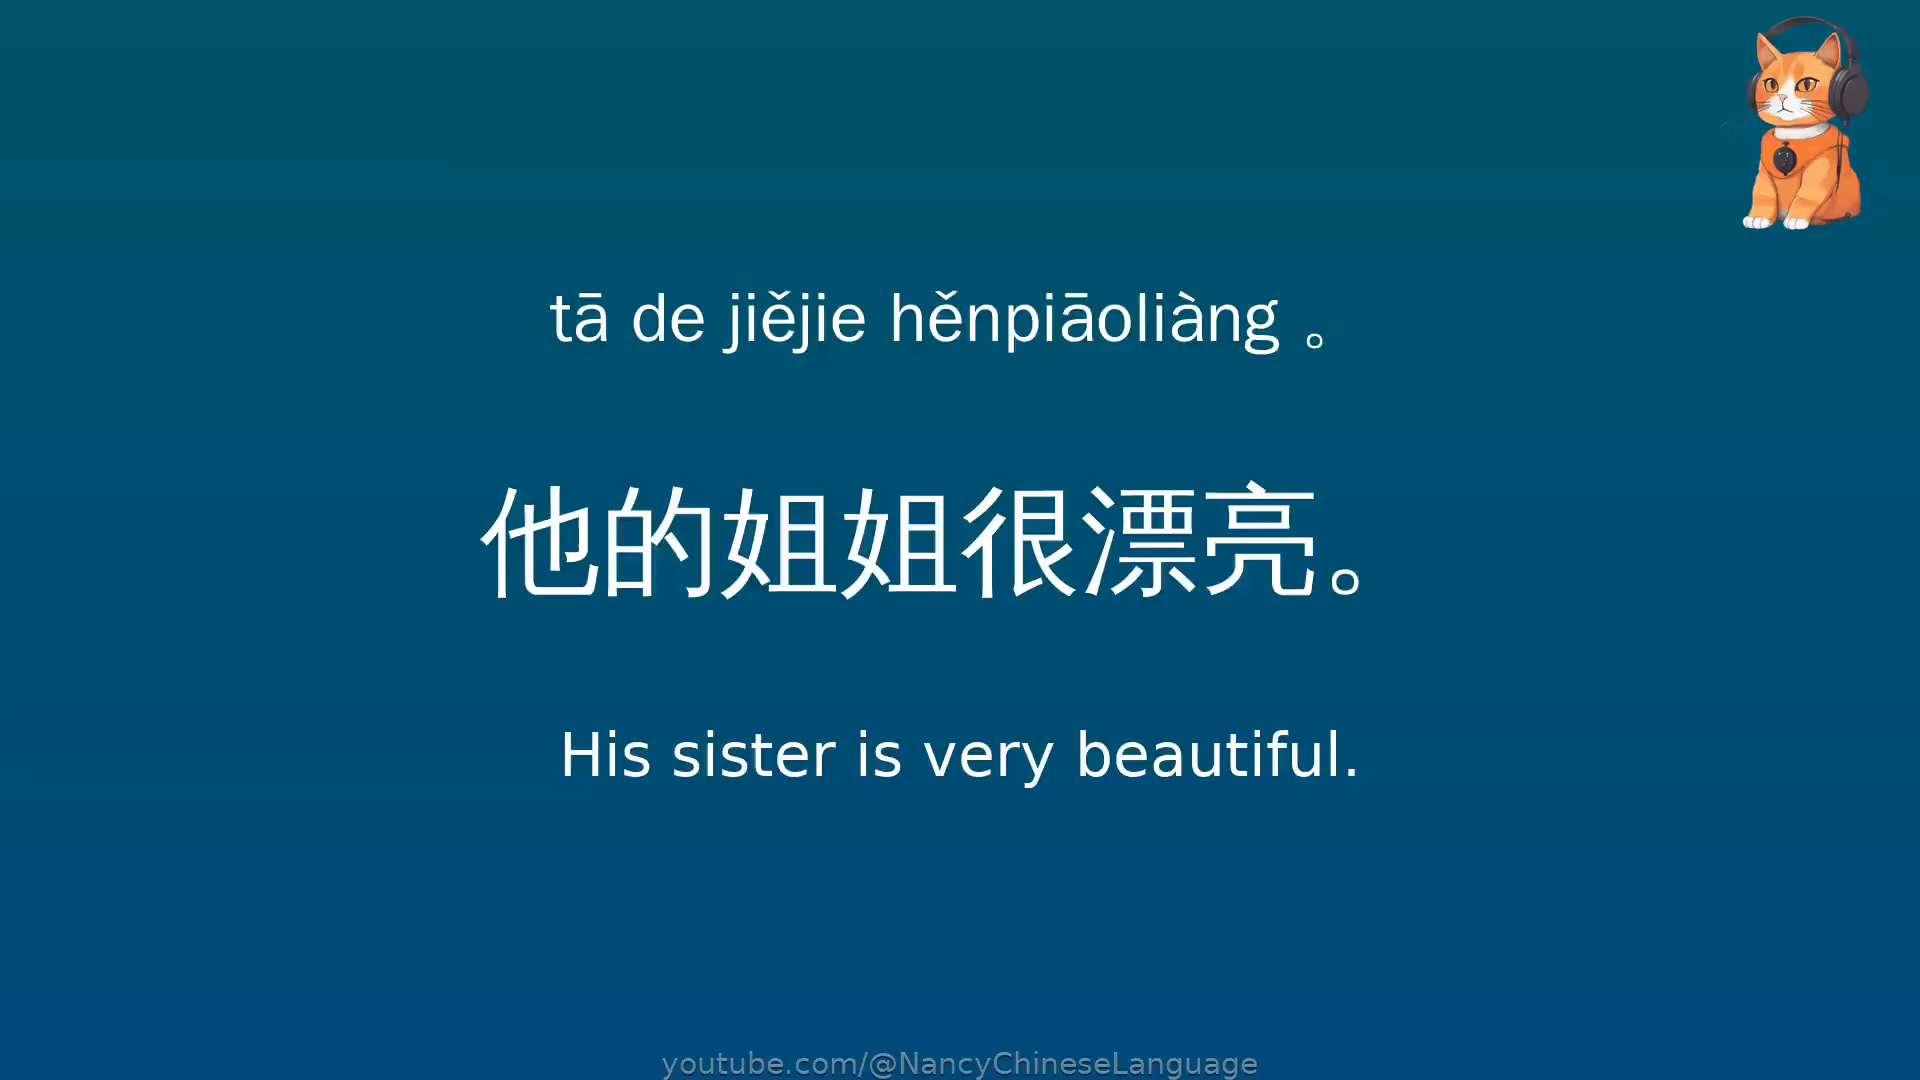 tā de jiějie hěnpiāoliàng 。
他的姐姐很漂亮。
His sister is very beautiful.
youtube.com/@NancyChineseLanguage